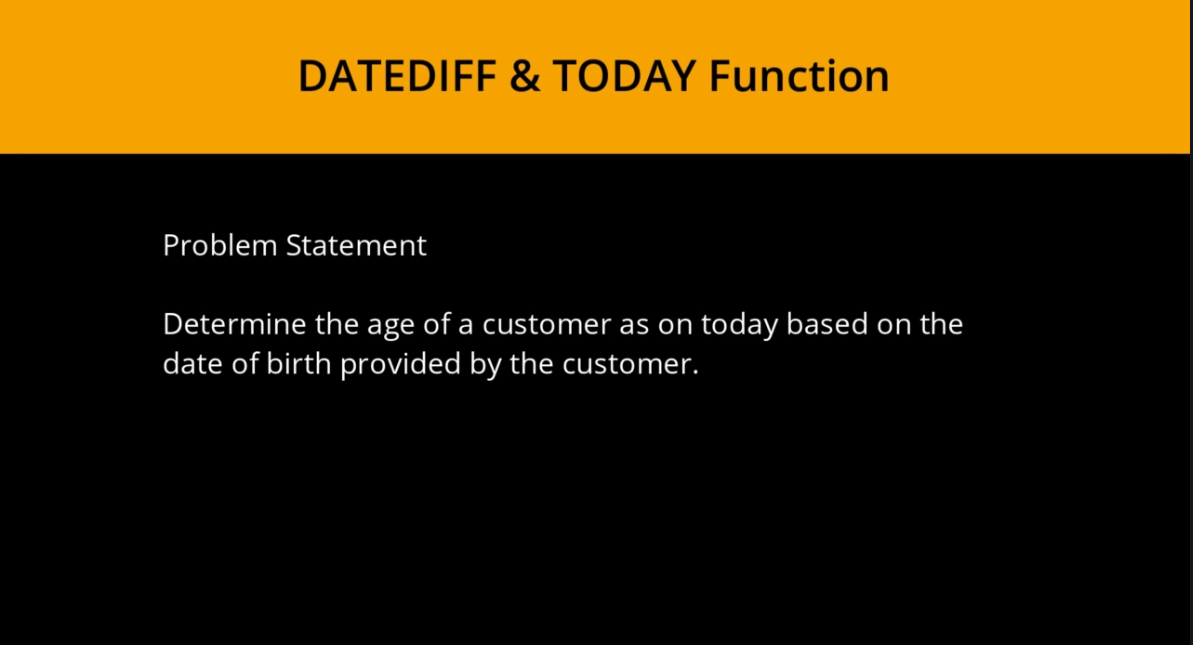 DATEDIFF & TODAY Function
Problem Statement
Determine the age of a customer as on today based on the
date of birth provided by the customer.